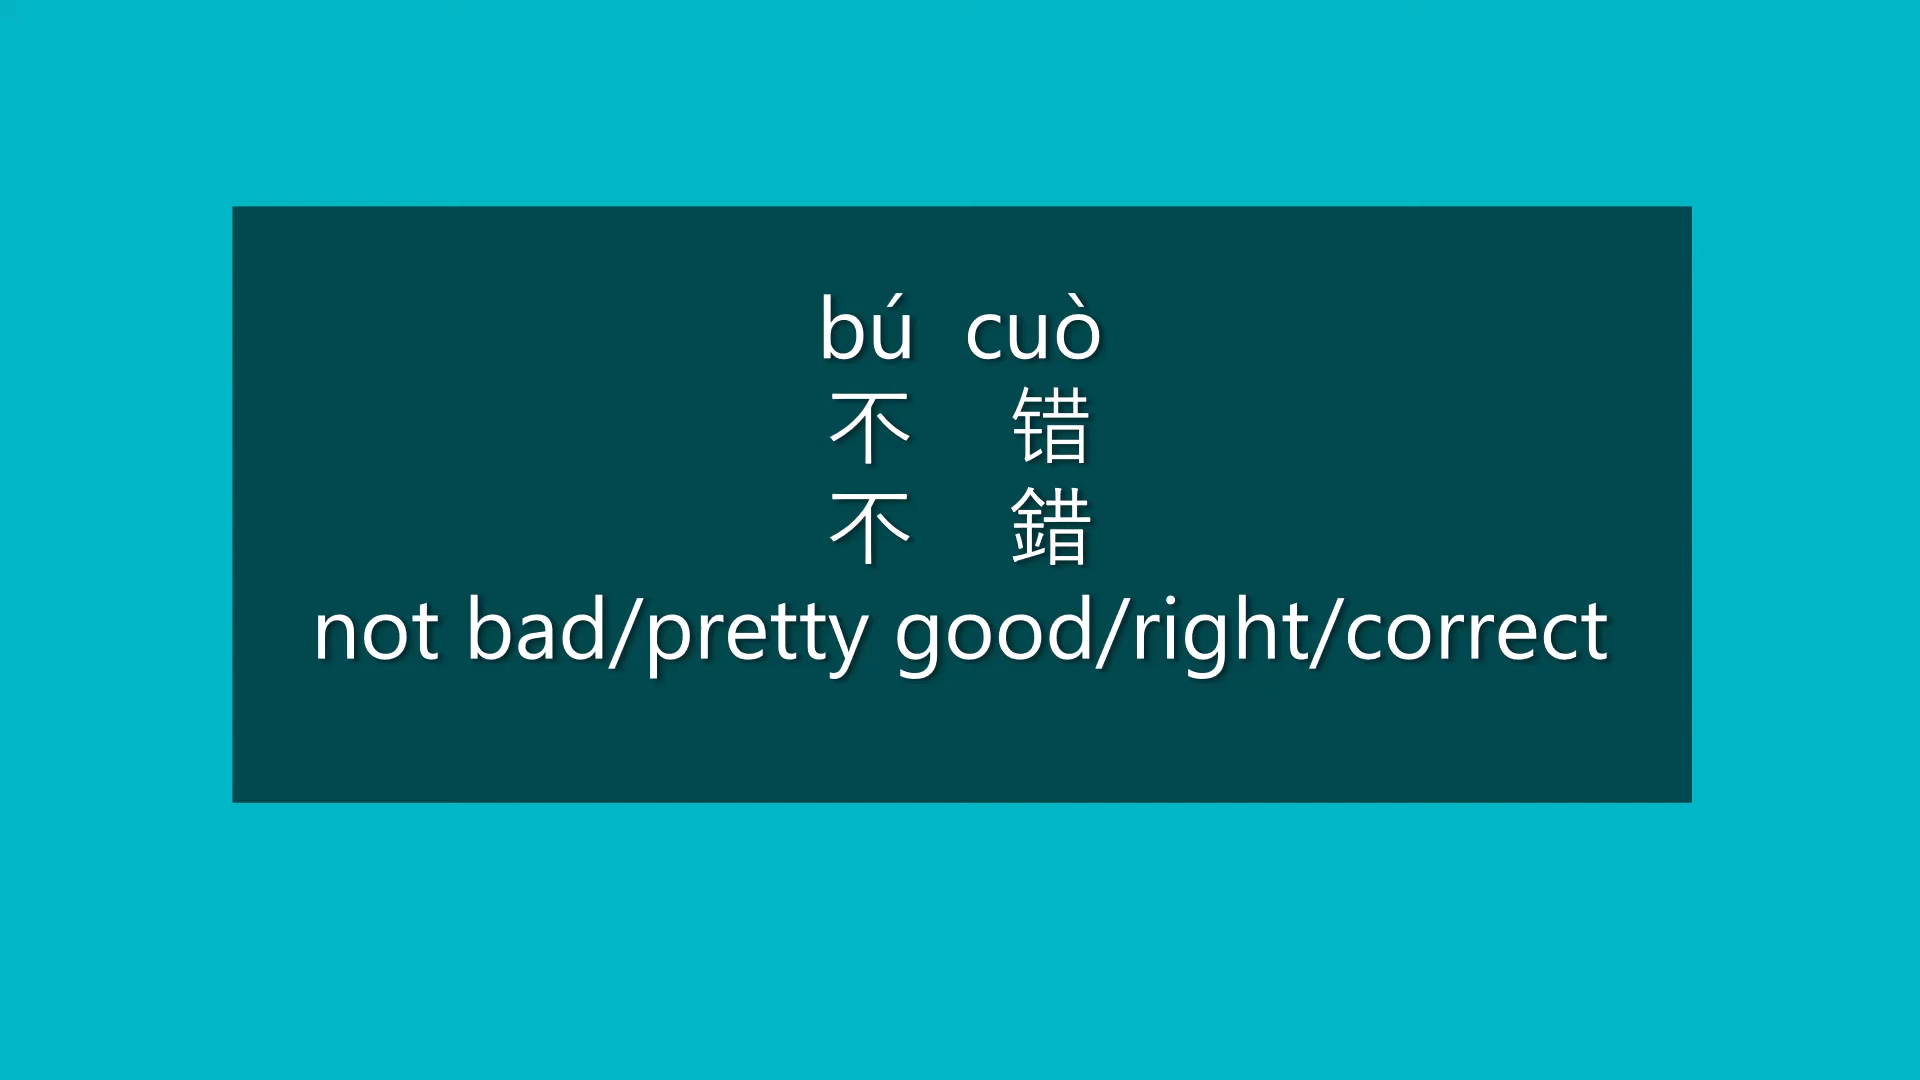 bú cuò
不 错
不 錯
not bad/pretty good/right/correct